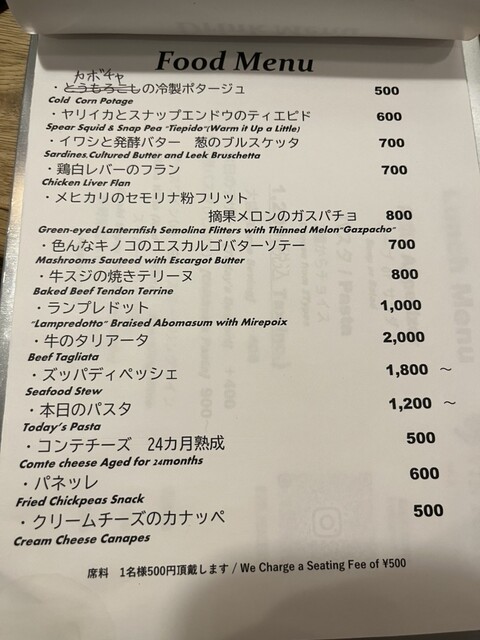 Food Menu
カボチャ
・とうもろこしの冷製ポタージュ 500
Cold Corn Potage
・ヤリイカとスナップエンドウのティエピド 600
Spear Squid & Snap Pea "Tiepido"(Warm it Up a Little)
・イワシと発酵バター 葱のブルスケッタ 700
Sardines.Cultured Butter and Leek Bruschetta
・鶏白レバーのフラン 700
Chicken Liver Flan
・メヒカリのセモリナ粉フリット
摘果メロンのガスパチョ 800
Green-eyed Lanternfish Semolina Flitters with Thinned Melon"Gazpacho"
・色んなキノコのエスカルゴバターソテー 700
Mashrooms Sauteed with Escargot Butter
・牛スジの焼きテリーヌ 800
Baked Beef Tendon Terrine
・ランプレドット 1,000
"Lampredotto" Braised Abomasum with Mirepoix
・牛のタリアータ 2,000
Beef Tagliata
・ズッパディペッシェ 1,800 ～
Seafood Stew
・本日のパスタ 1,200 ～
Today's Pasta
・コンテチーズ 24カ月熟成 500
Comte cheese Aged for 24months
・パネッレ 600
Fried Chickpeas Snack
・クリームチーズのカナッペ 500
Cream Cheese Canapes
席料 1名様500円頂戴します / We Charge a Seating Fee of ¥500